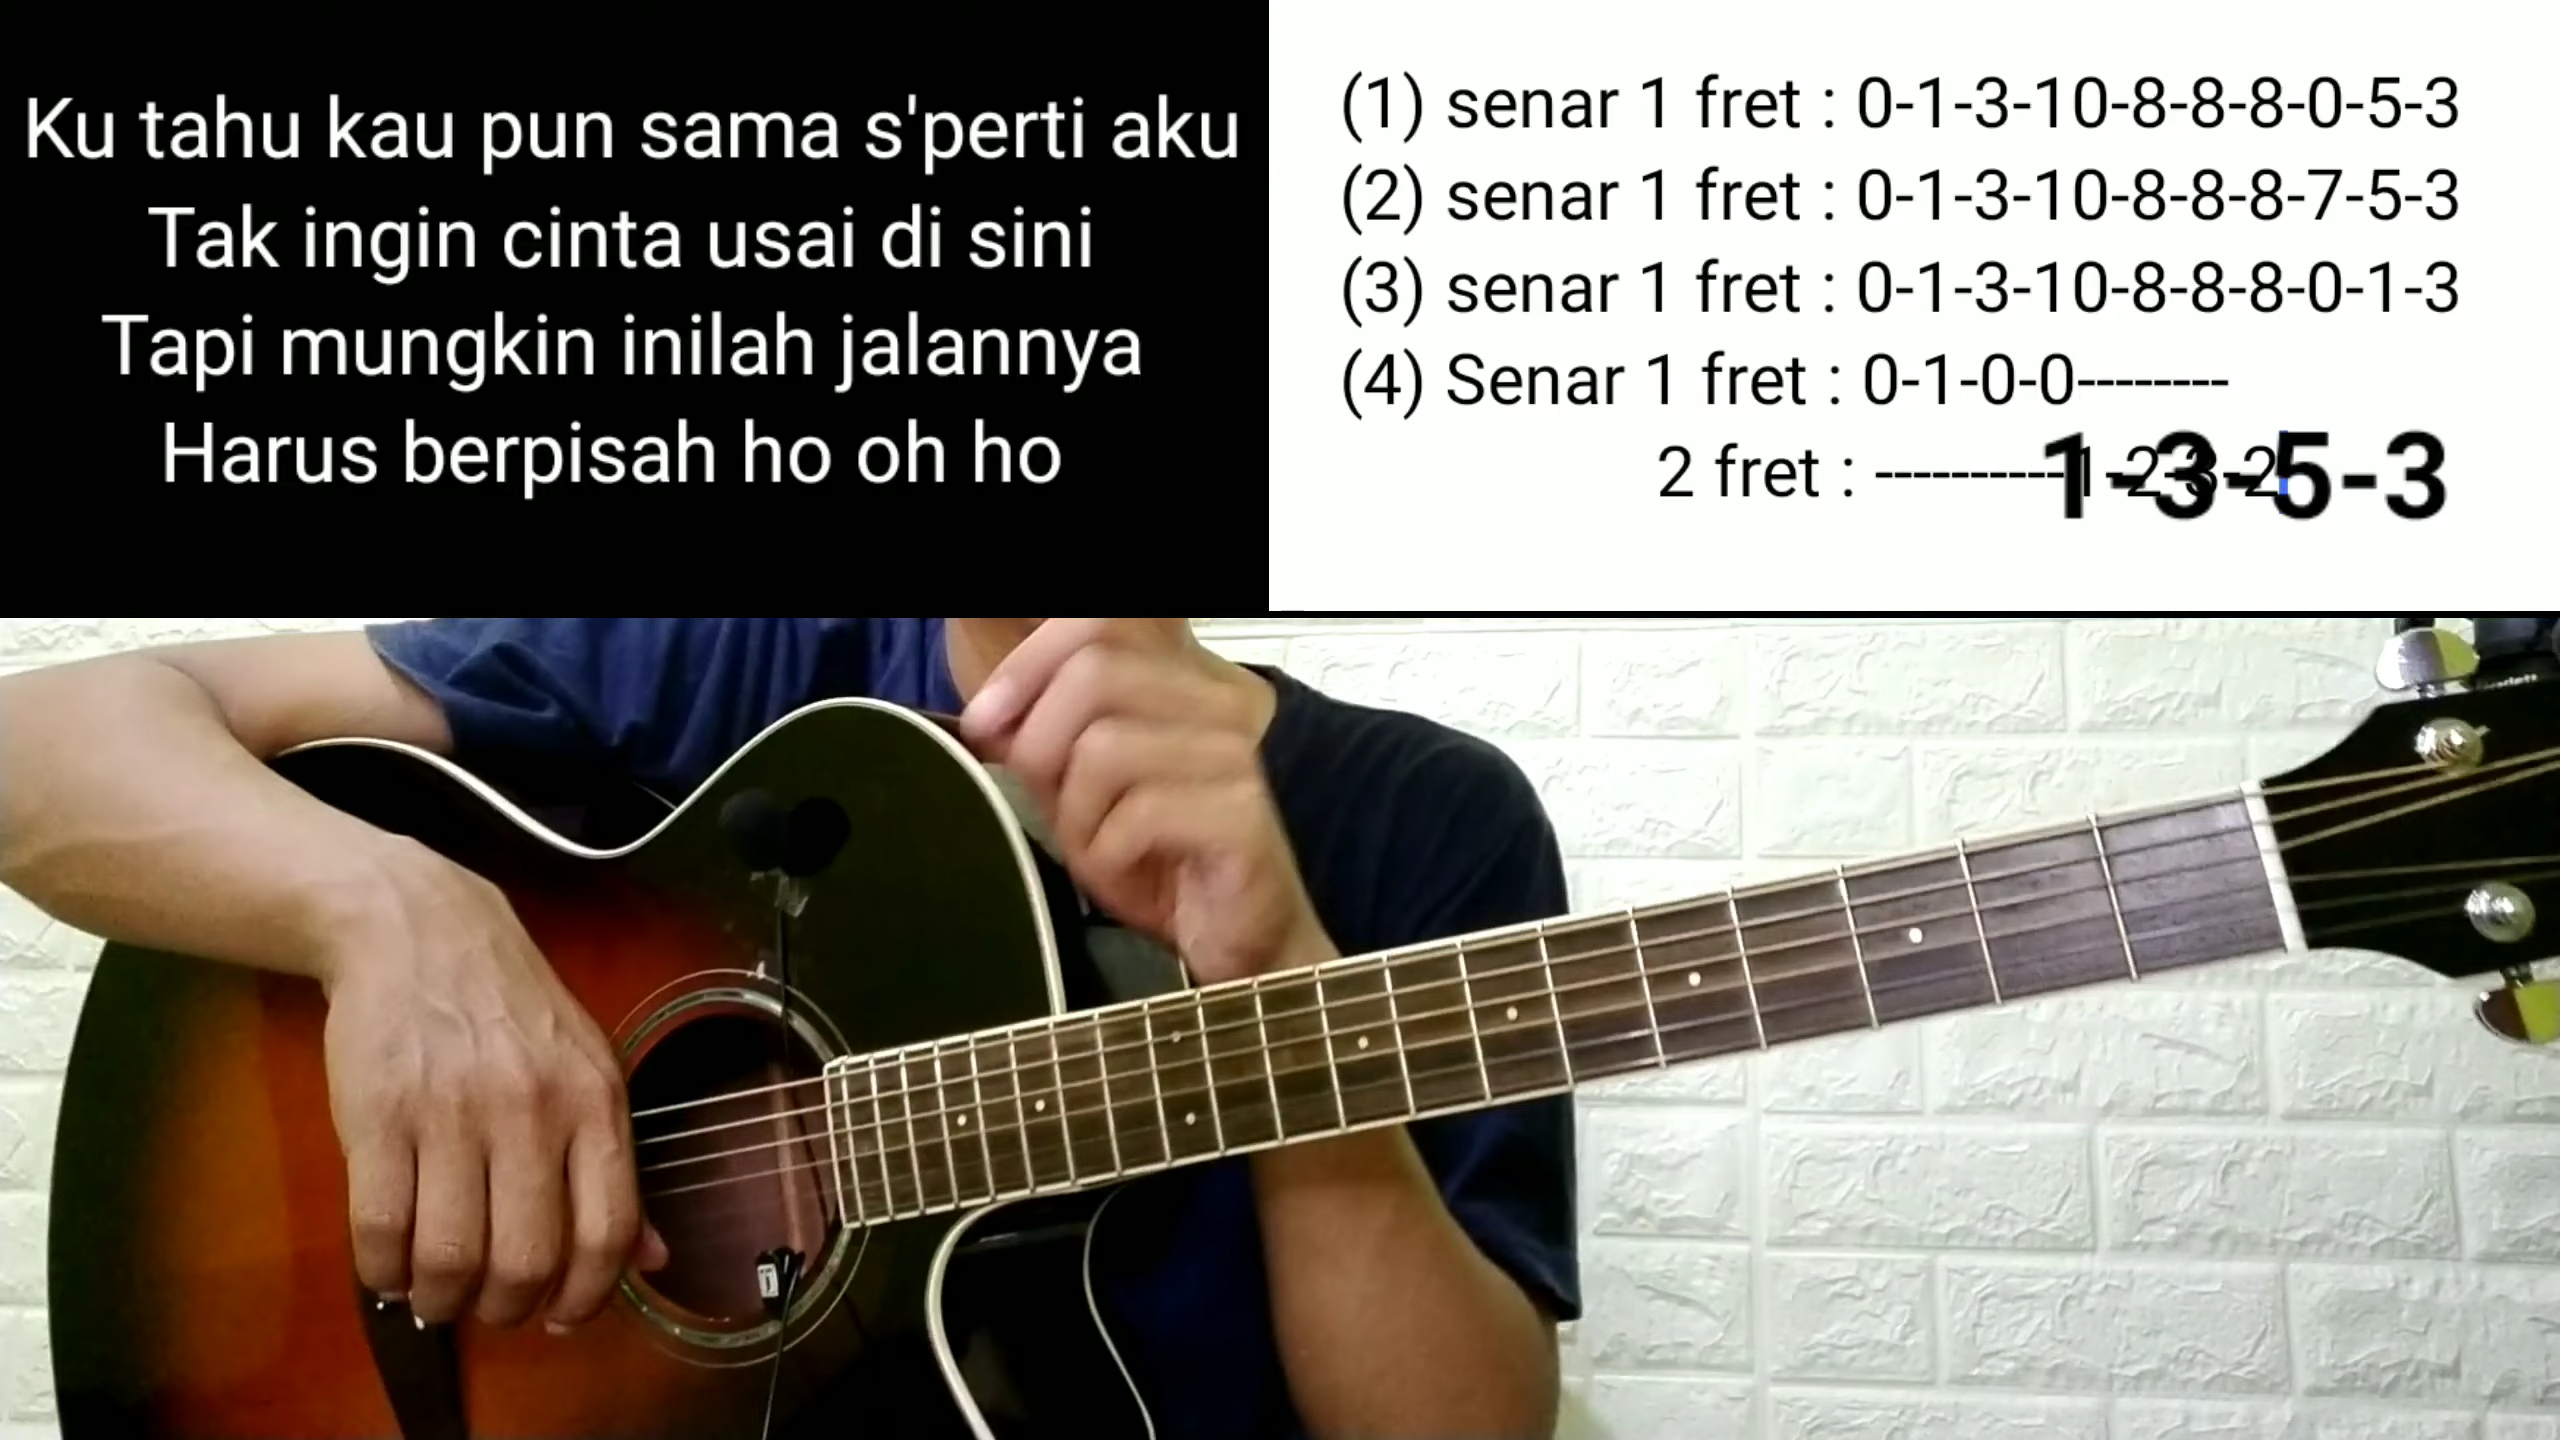 Ku tahu kau pun sama s'perti aku
Tak ingin cinta usai di sini
Tapi mungkin inilah jalannya
Harus berpisah ho oh ho
(1) senar 1 fret : 0-1-3-10-8-8-8-0-5-3
(2) senar 1 fret : 0-1-3-10-8-8-8-7-5-3
(3) senar 1 fret : 0-1-3-10-8-8-8-0-1-3
(4) Senar 1 fret : 0-1-0-0--------
2 fret : ----------1-2-3-2
1-3-5-3